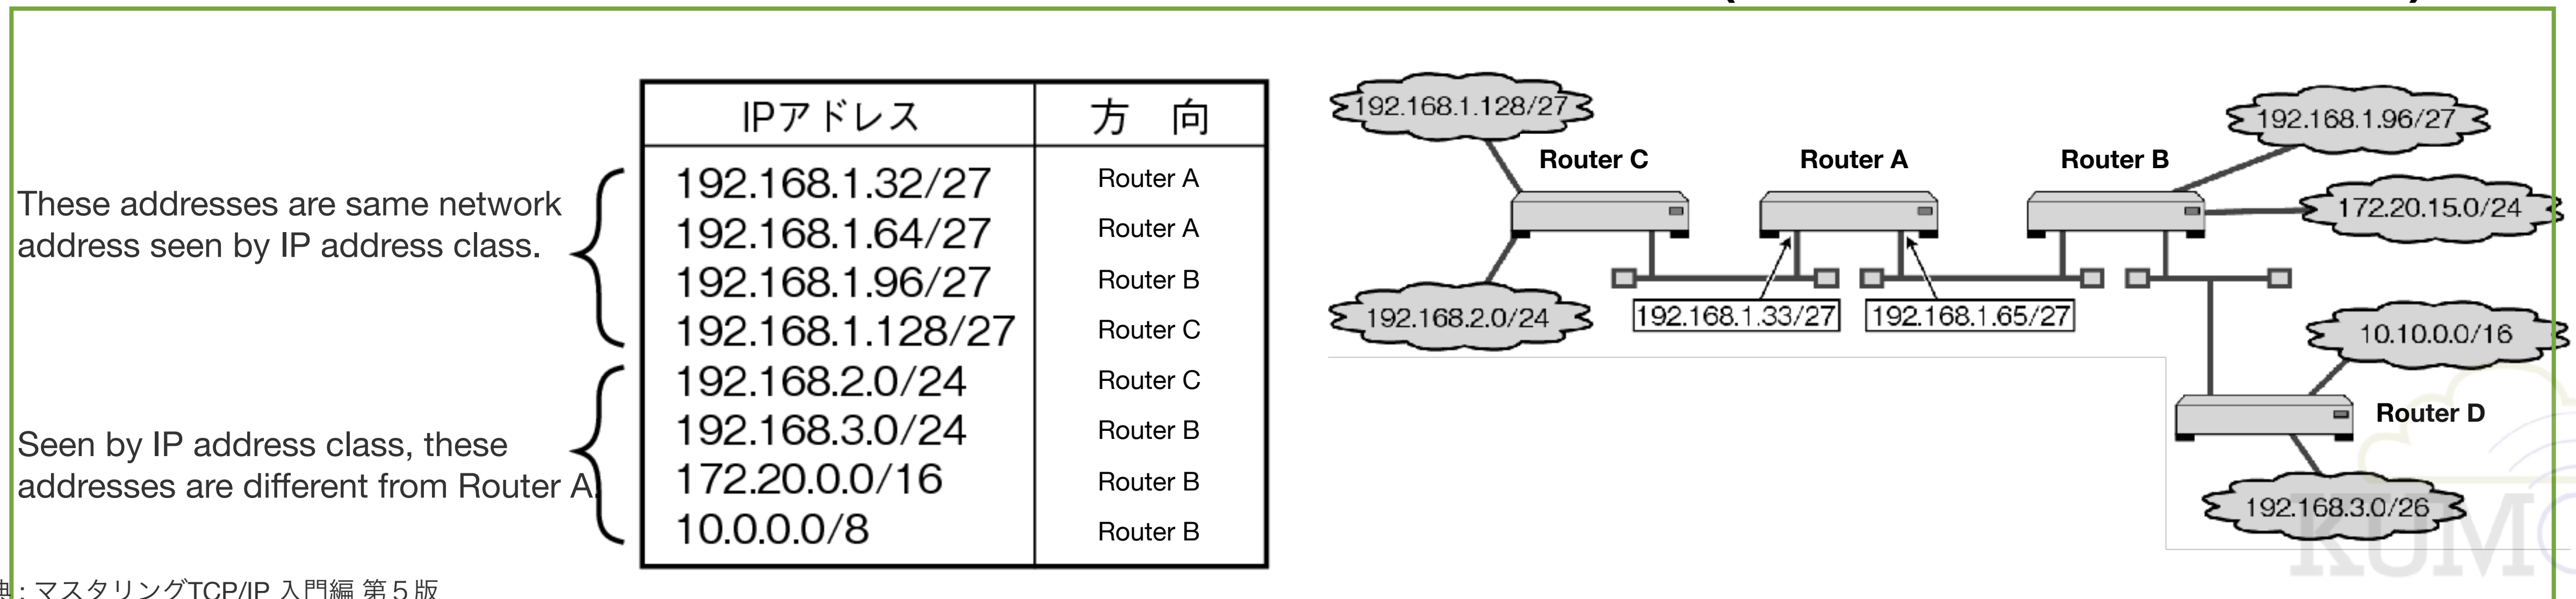 These addresses are same network
address seen by IP address class.
Seen by IP address class, these
addresses are different from Router A.
IPアドレス 方 向
192.168.1.32/27 Router A
192.168.1.64/27 Router A
192.168.1.96/27 Router B
192.168.1.128/27 Router C
192.168.2.0/24 Router C
192.168.3.0/24 Router B
172.20.0.0/16 Router B
10.0.0.0/8 Router B
192.168.1.128/27
192.168.1.96/27
Router C
Router A
Router B
172.20.15.0/24
192.168.2.0/24
192.168.1.33/27
192.168.1.65/27
10.10.0.0/16
Router D
192.168.3.0/26
KUM
典 : マスタリングTCP/IP 入門編 第５版